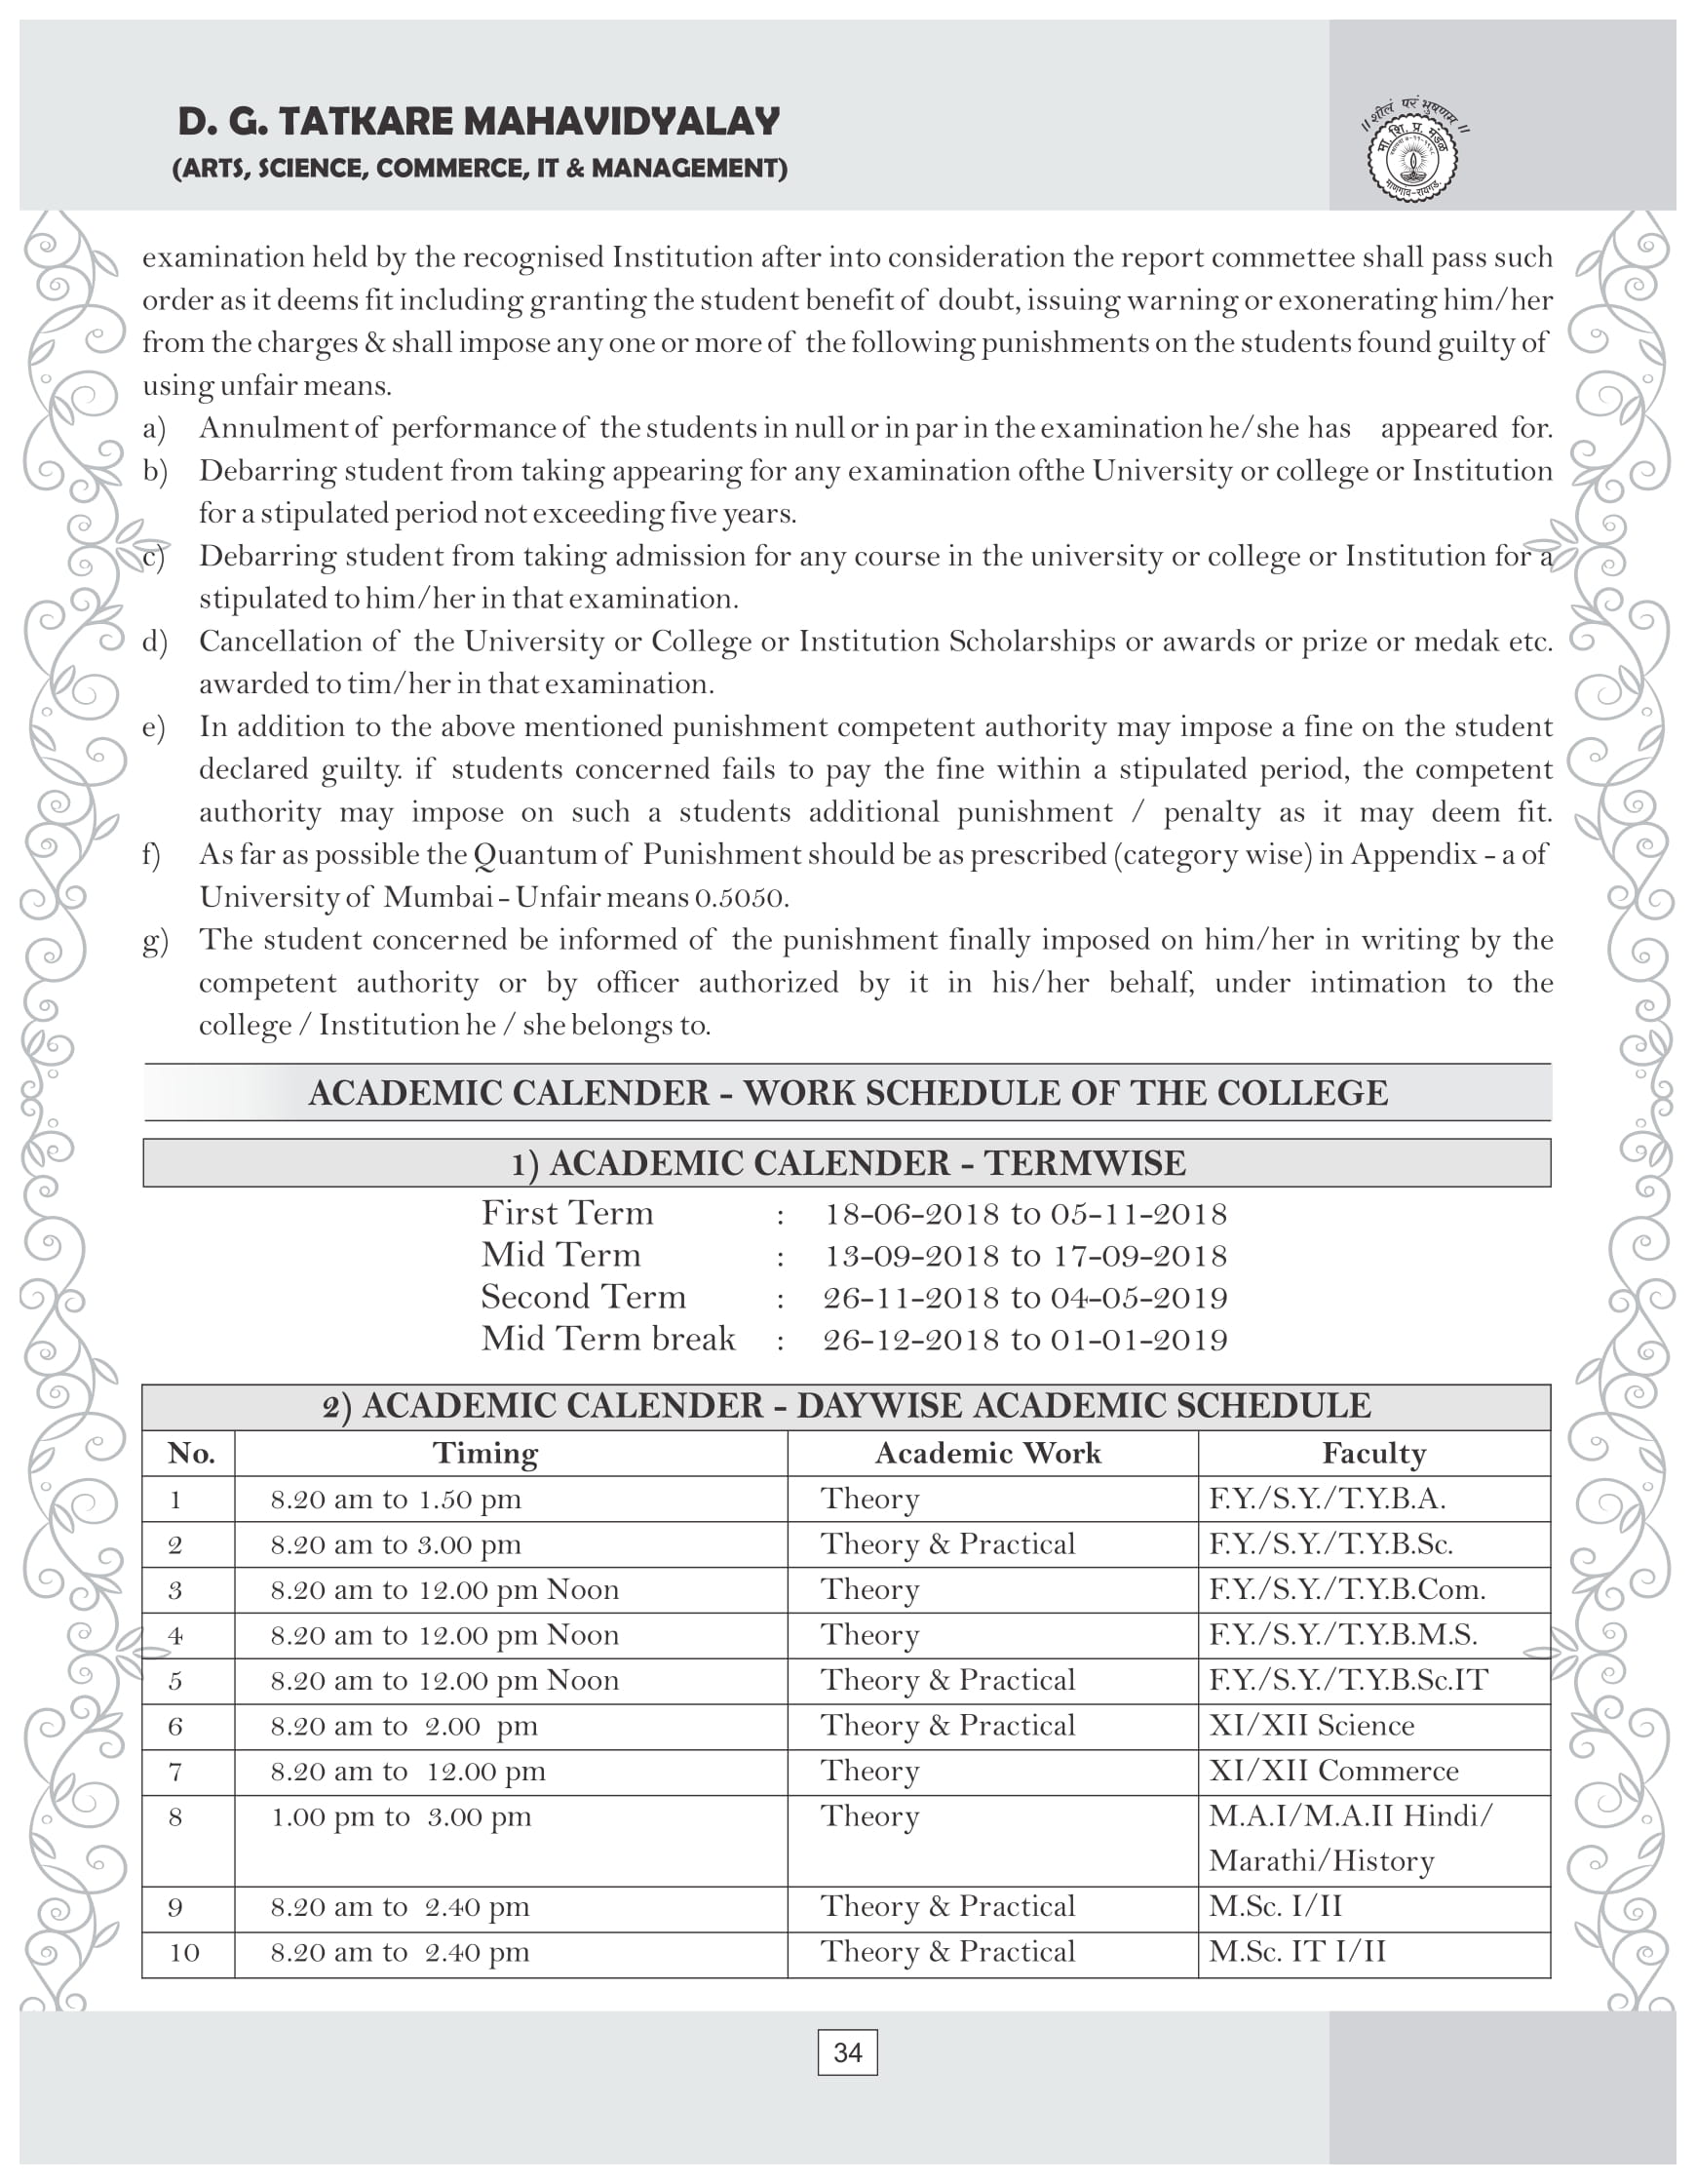 D. G. TATKARE MAHAVIDYALAY
(ARTS, SCIENCE, COMMERCE, IT & MANAGEMENT)
॥ शीलं परं भुषणम ॥
मा. शि. प्र. मंडळ
माणगाव-रायगड.
examination held by the recognised Institution after into consideration the report commettee shall pass such
order as it deems fit including granting the student benefit of doubt, issuing warning or exonerating him/her
from the charges & shall impose any one or more of the following punishments on the students found guilty of
using unfair means.
a) Annulment of performance of the students in null or in par in the examination he/she has appeared for.
b) Debarring student from taking appearing for any examination ofthe University or college or Institution
for a stipulated period not exceeding five years.
c) Debarring student from taking admission for any course in the university or college or Institution for a
stipulated to him/her in that examination.
d) Cancellation of the University or College or Institution Scholarships or awards or prize or medak etc.
awarded to tim/her in that examination.
e) In addition to the above mentioned punishment competent authority may impose a fine on the student
declared guilty. if students concerned fails to pay the fine within a stipulated period, the competent
authority may impose on such a students additional punishment / penalty as it may deem fit.
f) As far as possible the Quantum of Punishment should be as prescribed (category wise) in Appendix - a of
University of Mumbai - Unfair means 0.5050.
g) The student concerned be informed of the punishment finally imposed on him/her in writing by the
competent authority or by officer authorized by it in his/her behalf, under intimation to the
college / Institution he / she belongs to.
ACADEMIC CALENDER - WORK SCHEDULE OF THE COLLEGE
1) ACADEMIC CALENDER - TERMWISE
First Term : 18-06-2018 to 05-11-2018
Mid Term : 13-09-2018 to 17-09-2018
Second Term : 26-11-2018 to 04-05-2019
Mid Term break : 26-12-2018 to 01-01-2019
2) ACADEMIC CALENDER - DAYWISE ACADEMIC SCHEDULE
No. Timing Academic Work Faculty
1 8.20 am to 1.50 pm Theory F.Y./S.Y./T.Y.B.A.
2 8.20 am to 3.00 pm Theory & Practical F.Y./S.Y./T.Y.B.Sc.
3 8.20 am to 12.00 pm Noon Theory F.Y./S.Y./T.Y.B.Com.
4 8.20 am to 12.00 pm Noon Theory F.Y./S.Y./T.Y.B.M.S.
5 8.20 am to 12.00 pm Noon Theory & Practical F.Y./S.Y./T.Y.B.Sc.IT
6 8.20 am to 2.00 pm Theory & Practical XI/XII Science
7 8.20 am to 12.00 pm Theory XI/XII Commerce
8 1.00 pm to 3.00 pm Theory M.A.I/M.A.II Hindi/
Marathi/History
9 8.20 am to 2.40 pm Theory & Practical M.Sc. I/II
10 8.20 am to 2.40 pm Theory & Practical M.Sc. IT I/II
34